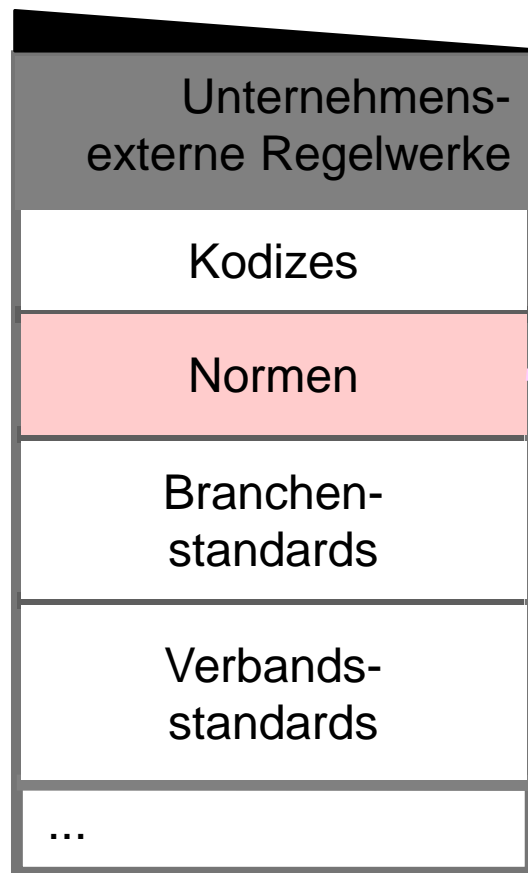 Unternehmens-
externe Regelwerke
Kodizes
Normen
Branchen-
standards
Verbands-
standards
...